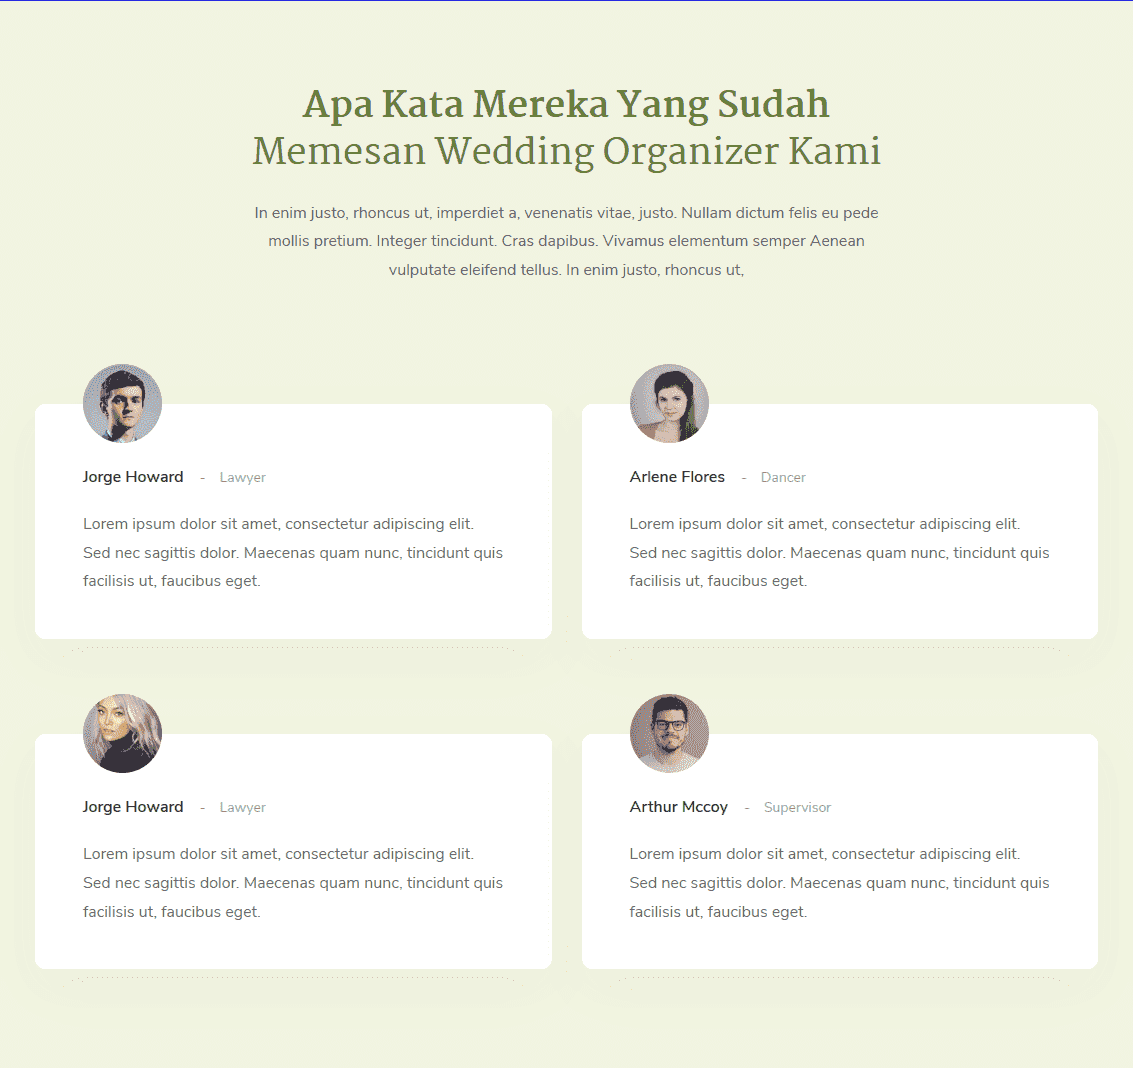 Apa Kata Mereka Yang Sudah
Memesan Wedding Organizer Kami
In enim justo, rhoncus ut, imperdiet a, venenatis vitae, justo. Nullam dictum felis eu pede
mollis pretium. Integer tincidunt. Cras dapibus. Vivamus elementum semper Aenean
vulputate eleifend tellus. In enim justo, rhoncus ut,
Jorge Howard - Lawyer
Lorem ipsum dolor sit amet, consectetur adipiscing elit.
Sed nec sagittis dolor. Maecenas quam nunc, tincidunt quis
facilisis ut, faucibus eget.
Arlene Flores - Dancer
Lorem ipsum dolor sit amet, consectetur adipiscing elit.
Sed nec sagittis dolor. Maecenas quam nunc, tincidunt quis
facilisis ut, faucibus eget.
Jorge Howard - Lawyer
Lorem ipsum dolor sit amet, consectetur adipiscing elit.
Sed nec sagittis dolor. Maecenas quam nunc, tincidunt quis
facilisis ut, faucibus eget.
Arthur Mccoy - Supervisor
Lorem ipsum dolor sit amet, consectetur adipiscing elit.
Sed nec sagittis dolor. Maecenas quam nunc, tincidunt quis
facilisis ut, faucibus eget.